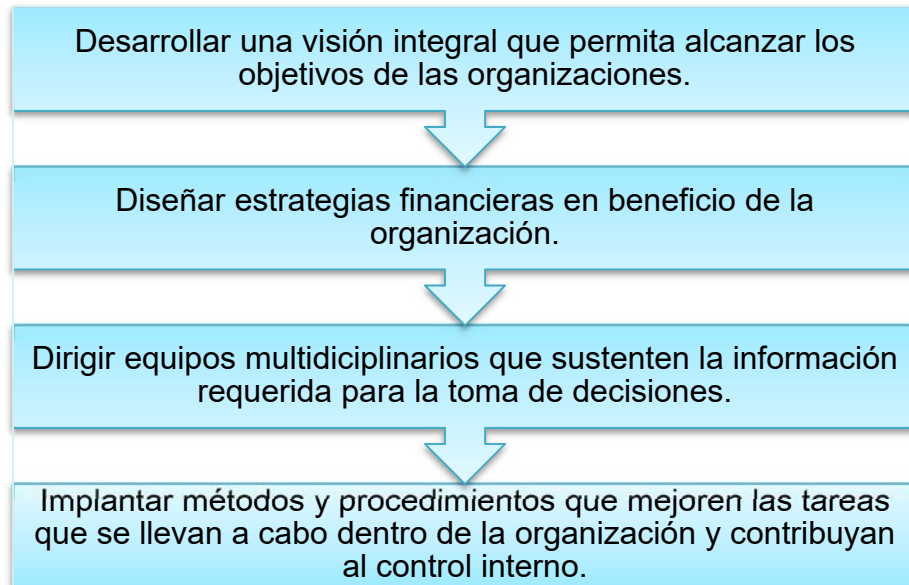 Desarrollar una visión integral que permita alcanzar los
objetivos de las organizaciones.
Diseñar estrategias financieras en beneficio de la
organización.
Dirigir equipos multidiciplinarios que sustenten la información
requerida para la toma de decisiones.
Implantar métodos y procedimientos que mejoren las tareas
que se llevan a cabo dentro de la organización y contribuyan
al control interno.